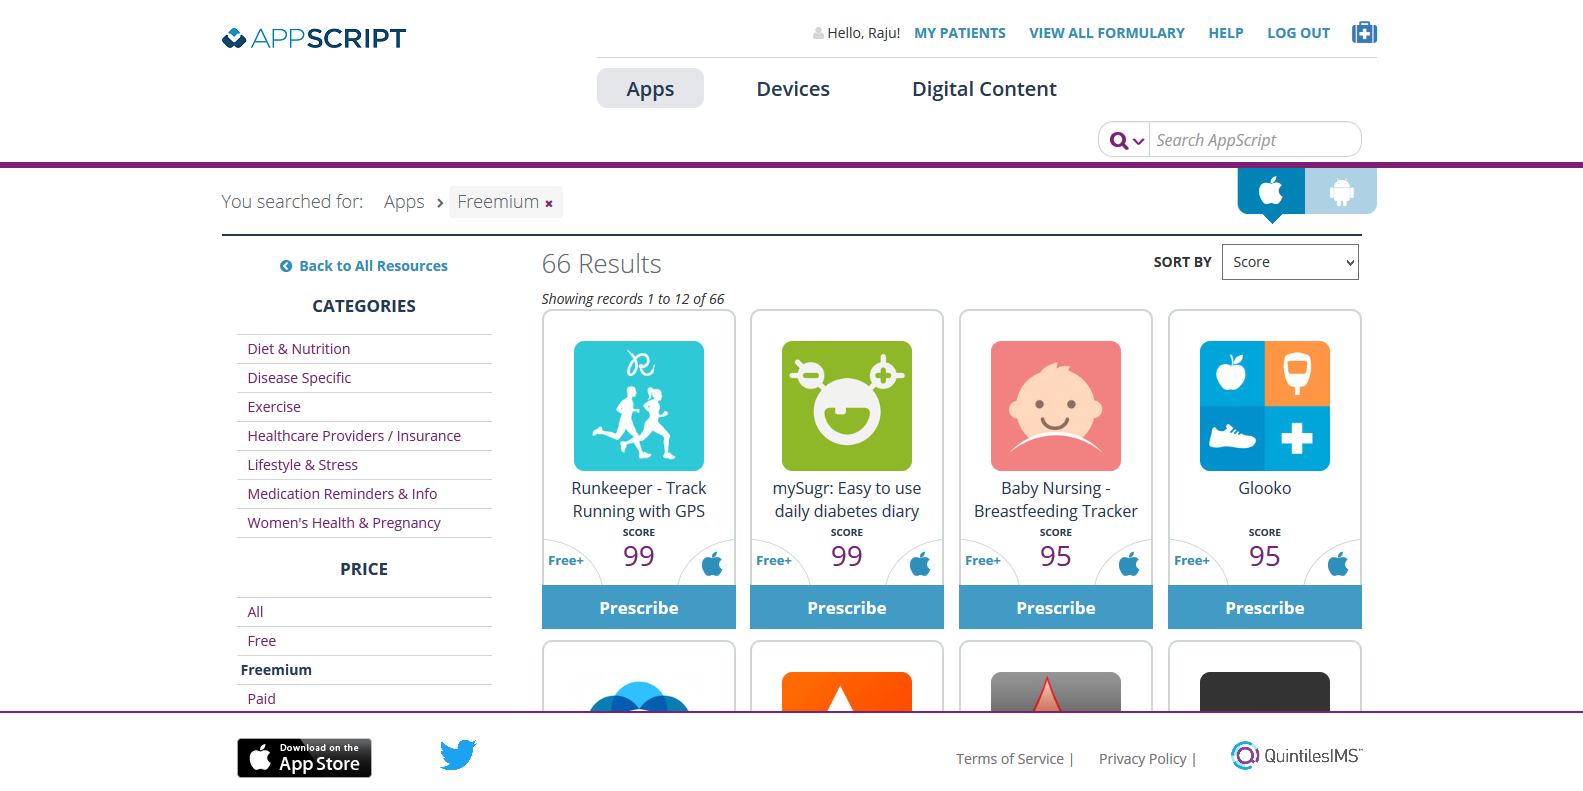 APPSCRIPT
Hello, Raju! MY PATIENTS VIEW ALL FORMULARY HELP LOG OUT
Apps Devices Digital Content
Search AppScript
You searched for: Apps > Freemium ×
Back to All Resources
66 Results
SORT BY Score
Showing records 1 to 12 of 66
CATEGORIES
Diet & Nutrition
Disease Specific
Exercise
Healthcare Providers / Insurance
Lifestyle & Stress
Medication Reminders & Info
Women's Health & Pregnancy
PRICE
All
Free
Freemium
Paid
Runkeeper - Track
Running with GPS
SCORE
Free+ 99
Prescribe
mySugr: Easy to use
daily diabetes diary
SCORE
Free+ 99
Prescribe
Baby Nursing -
Breastfeeding Tracker
SCORE
Free+ 95
Prescribe
Glooko
SCORE
Free+ 95
Prescribe
Download on the
App Store
Terms of Service | Privacy Policy |
QuintilesIMS™